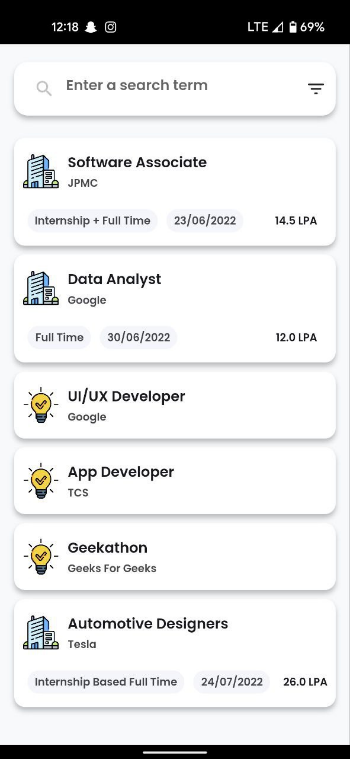 12:18 LTE 69%
Enter a search term
Software Associate
JPMC
Internship + Full Time 23/06/2022 14.5 LPA
Data Analyst
Google
Full Time 30/06/2022 12.0 LPA
UI/UX Developer
Google
App Developer
TCS
Geekathon
Geeks For Geeks
Automotive Designers
Tesla
Internship Based Full Time 24/07/2022 26.0 LPA